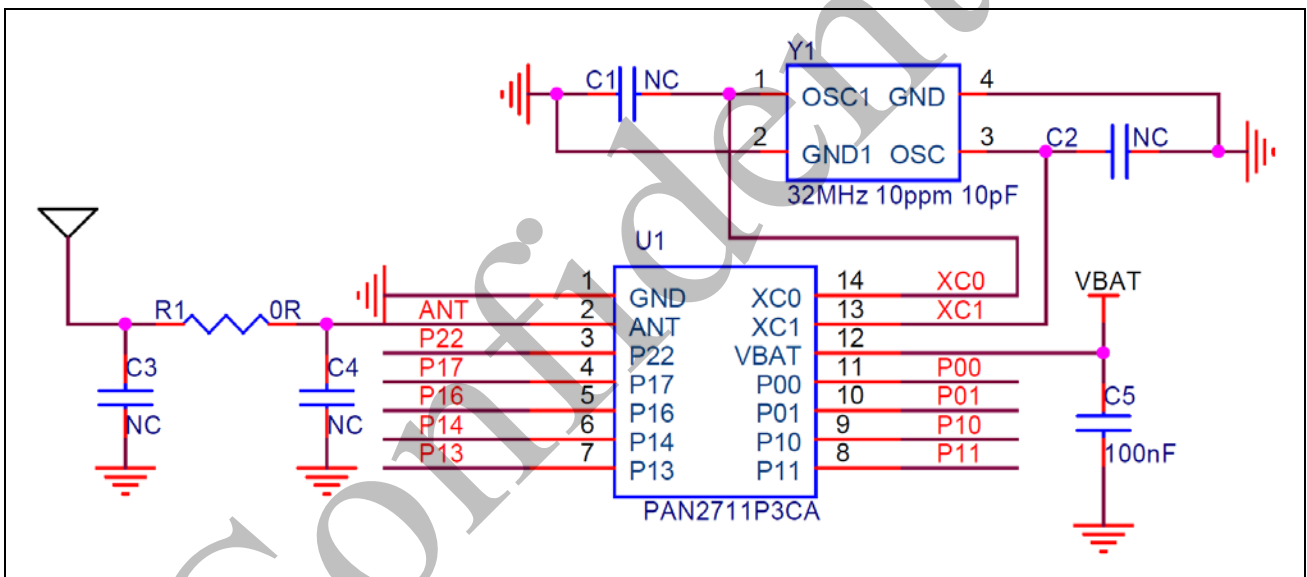 Y1
C1 NC 1 OSC1 GND 4
2 GND1 OSC 3 C2 NC
32MHz 10ppm 10pF
U1
1 GND XC0 14 XC0
R1 0R ANT 2 ANT XC1 13 XC1
VBAT
P22 3 P22 VBAT 12
C3 C4 P17 4 P17 P00 11 P00
P16 5 P16 P01 10 P01 C5
NC NC P14 6 P14 P10 9 P10
P13 7 P13 P11 8 P11 100nF
PAN2711P3CA
Confident